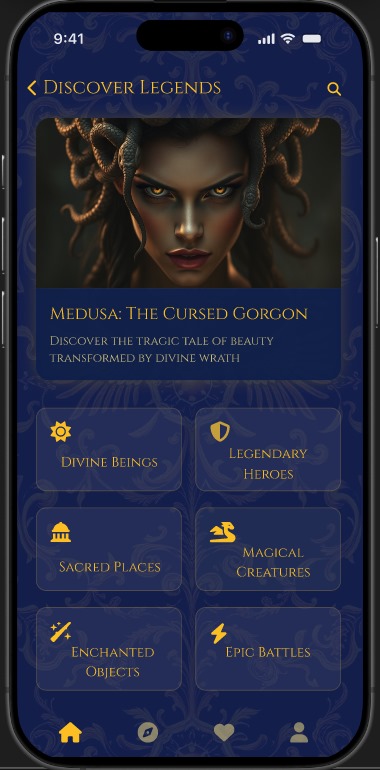 9:41
Discover Legends
Medusa: The Cursed Gorgon
Discover the tragic tale of beauty
transformed by divine wrath
Divine Beings
Legendary
Heroes
Sacred Places
Magical
Creatures
Enchanted
Objects
Epic Battles